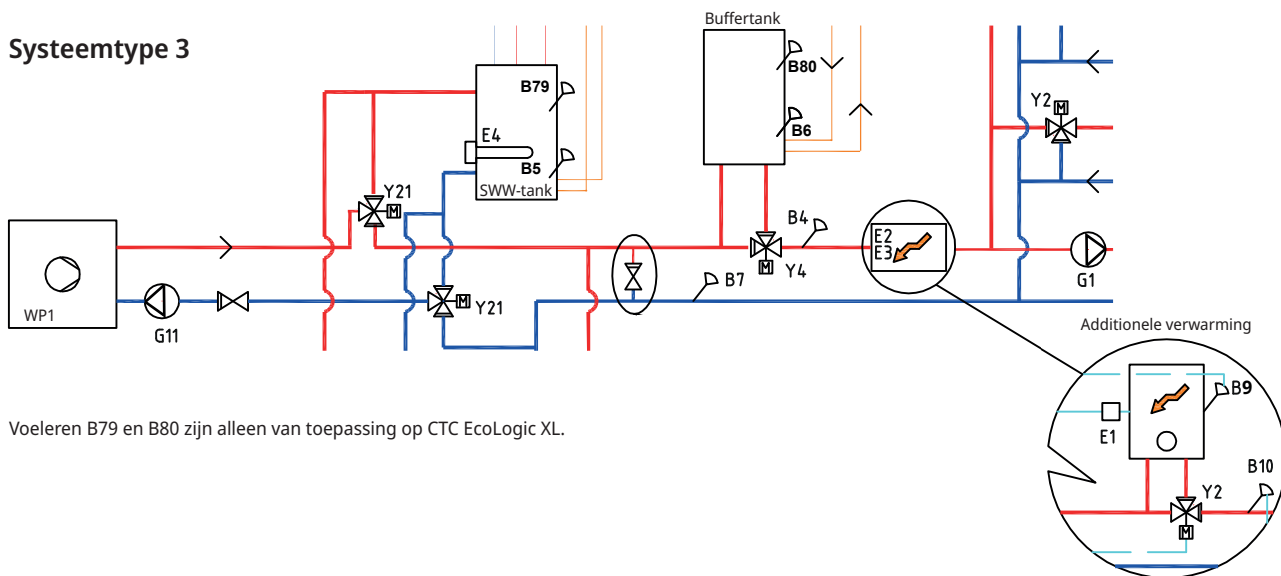 Systeemtype 3
Buffertank
B79
B80
E4
B6
Y2
B5
SWW-tank
Y21
B4
E2
E3
Y4
G1
B7
WP1
G11
Y21
Additionele verwarming
B9
E1
B10
Y2
M
M
M
M
M
Voeleren B79 en B80 zijn alleen van toepassing op CTC EcoLogic XL.